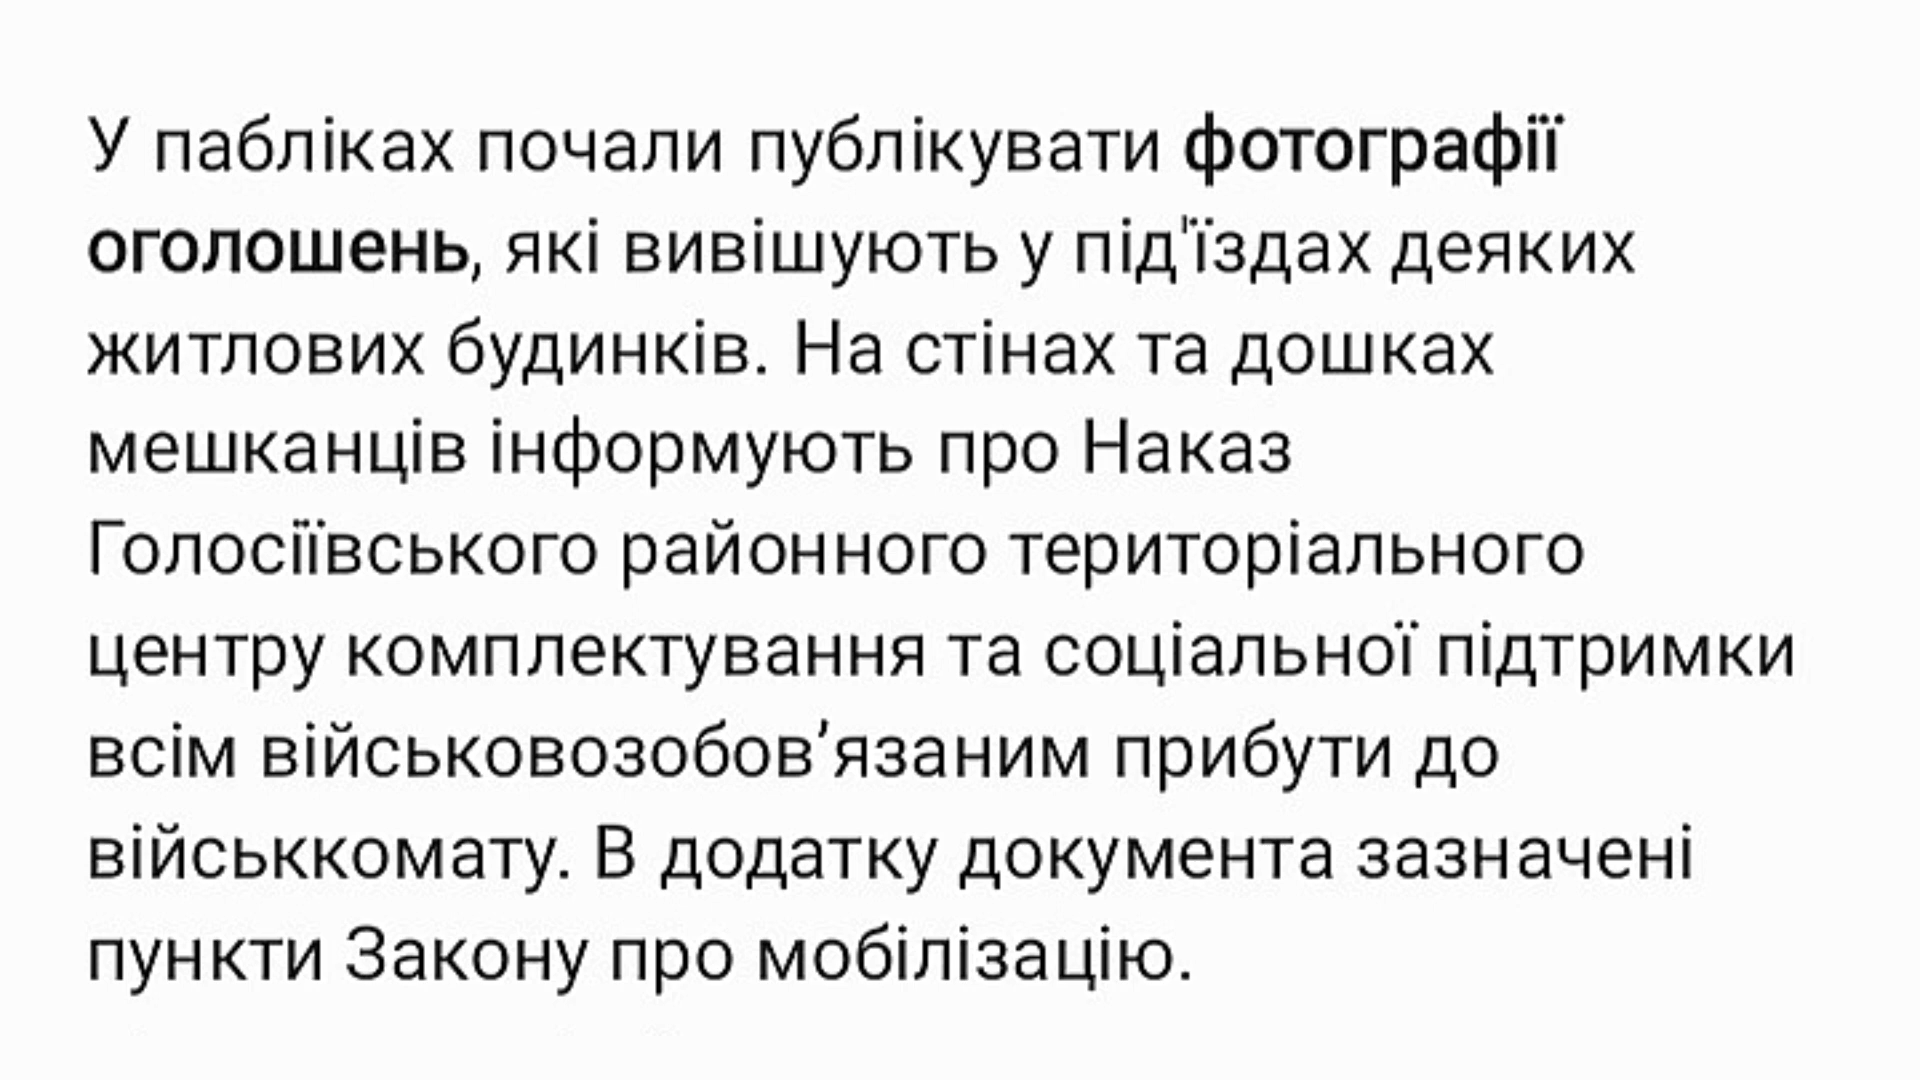 У пабліках почали публікувати фотографії
оголошень, які вивішують у під'їздах деяких
житлових будинків. На стінах та дошках
мешканців інформують про Наказ
Голосіївського районного територіального
центру комплектування та соціальної підтримки
всім військовозобов’язаним прибути до
військкомату. В додатку документа зазначені
пункти Закону про мобілізацію.